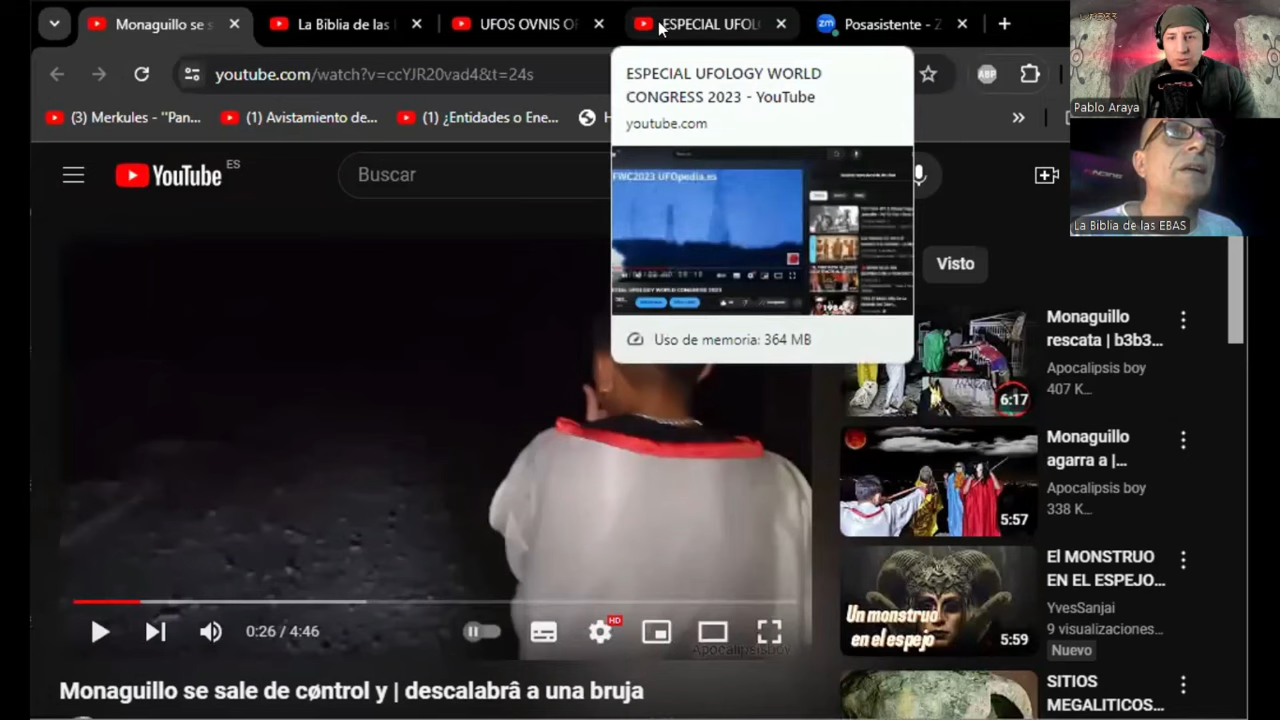 Monaguillo se s
La Biblia de las
UFOS OVNIS O
ESPECIAL UFOL
zm
Posasistente - Z
youtube.com/watch?v=ccYJR20vad4&t=24s
ABP
(3) Merkules - “Pan...
(1) Avistamiento de...
(1) ¿Entidades o Ene...
H
»
ESPECIAL UFOLOGY WORLD
CONGRESS 2023 - YouTube
youtube.com
FWC2023 UFOpedia.es
Uso de memoria: 364 MB
YouTube
ES
Buscar
Pablo Araya
La Biblia de las EBAS
Visto
Monaguillo
rescata | b3b3...
Apocalipsis boy
407 K...
6:17
Monaguillo
agarra a |...
Apocalipsis boy
338 K...
5:57
El MONSTRUO
EN EL ESPEJO...
YvesSanjai
9 visualizaciones...
Nuevo
Un monstruo
en el espejo
5:59
SITIOS
MEGALITICOS...
0:26 / 4:46
HD
Apocalipsisboy
Monaguillo se sale de cøntrol y | descalabrâ a una bruja